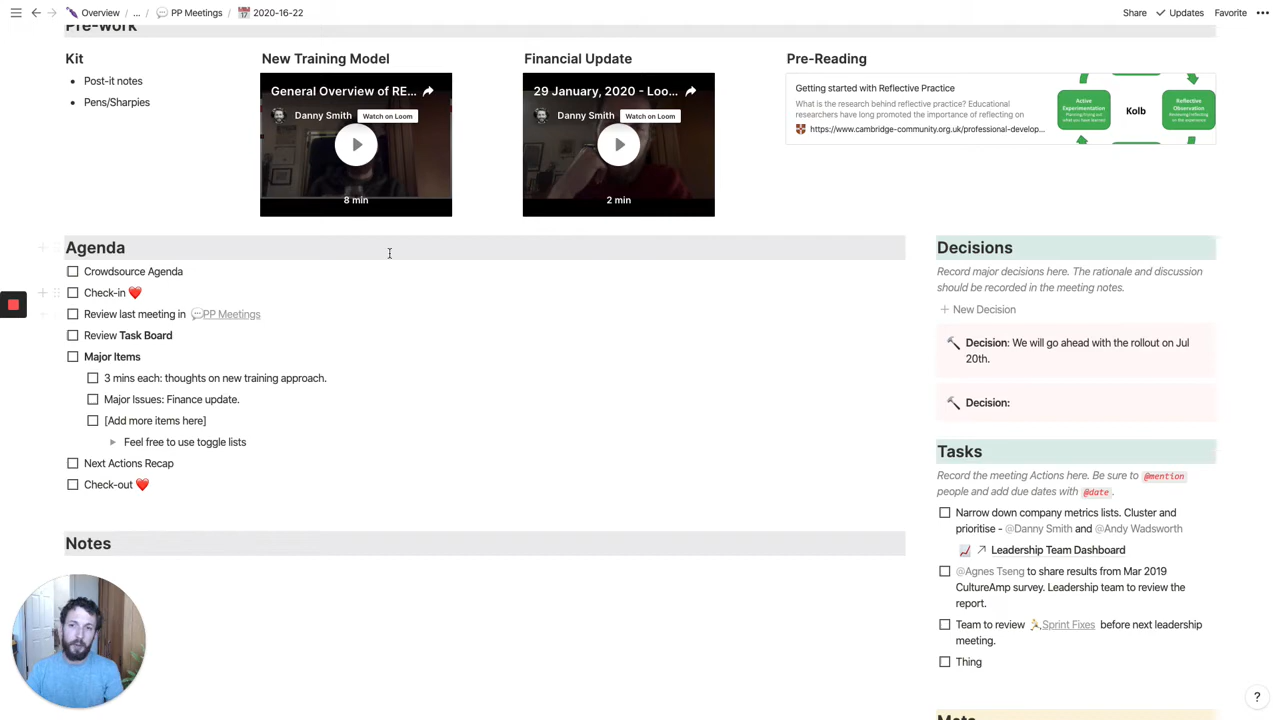 Overview / ... / PP Meetings / 2020-16-22
Share Updates Favorite
Pre-work
Kit
Post-it notes
Pens/Sharpies
New Training Model
General Overview of RE...
Danny Smith Watch on Loom
8 min
Financial Update
29 January, 2020 - Loo...
Danny Smith Watch on Loom
2 min
Pre-Reading
Getting started with Reflective Practice
What is the research behind reflective practice? Educational
researchers have long promoted the importance of reflecting on
https://www.cambridge-community.org.uk/professional-develop...
Active
Experimentation
Kolb
Reflective
Observation
Agenda
Crowdsource Agenda
Check-in ❤️
Review last meeting in 💬PP Meetings
Review Task Board
Major Items
3 mins each: thoughts on new training approach.
Major Issues: Finance update.
[Add more items here]
Feel free to use toggle lists
Next Actions Recap
Check-out ❤️
Notes
Decisions
Record major decisions here. The rationale and discussion
should be recorded in the meeting notes.
+ New Decision
Decision: We will go ahead with the rollout on Jul
20th.
Decision:
Tasks
Record the meeting Actions here. Be sure to @mention
people and add due dates with @date.
Narrow down company metrics lists. Cluster and
prioritise - @Danny Smith and @Andy Wadsworth
Leadership Team Dashboard
@Agnes Tseng to share results from Mar 2019
CultureAmp survey. Leadership team to review the
report.
Team to review Sprint Fixes before next leadership
meeting.
Thing
Meta
?